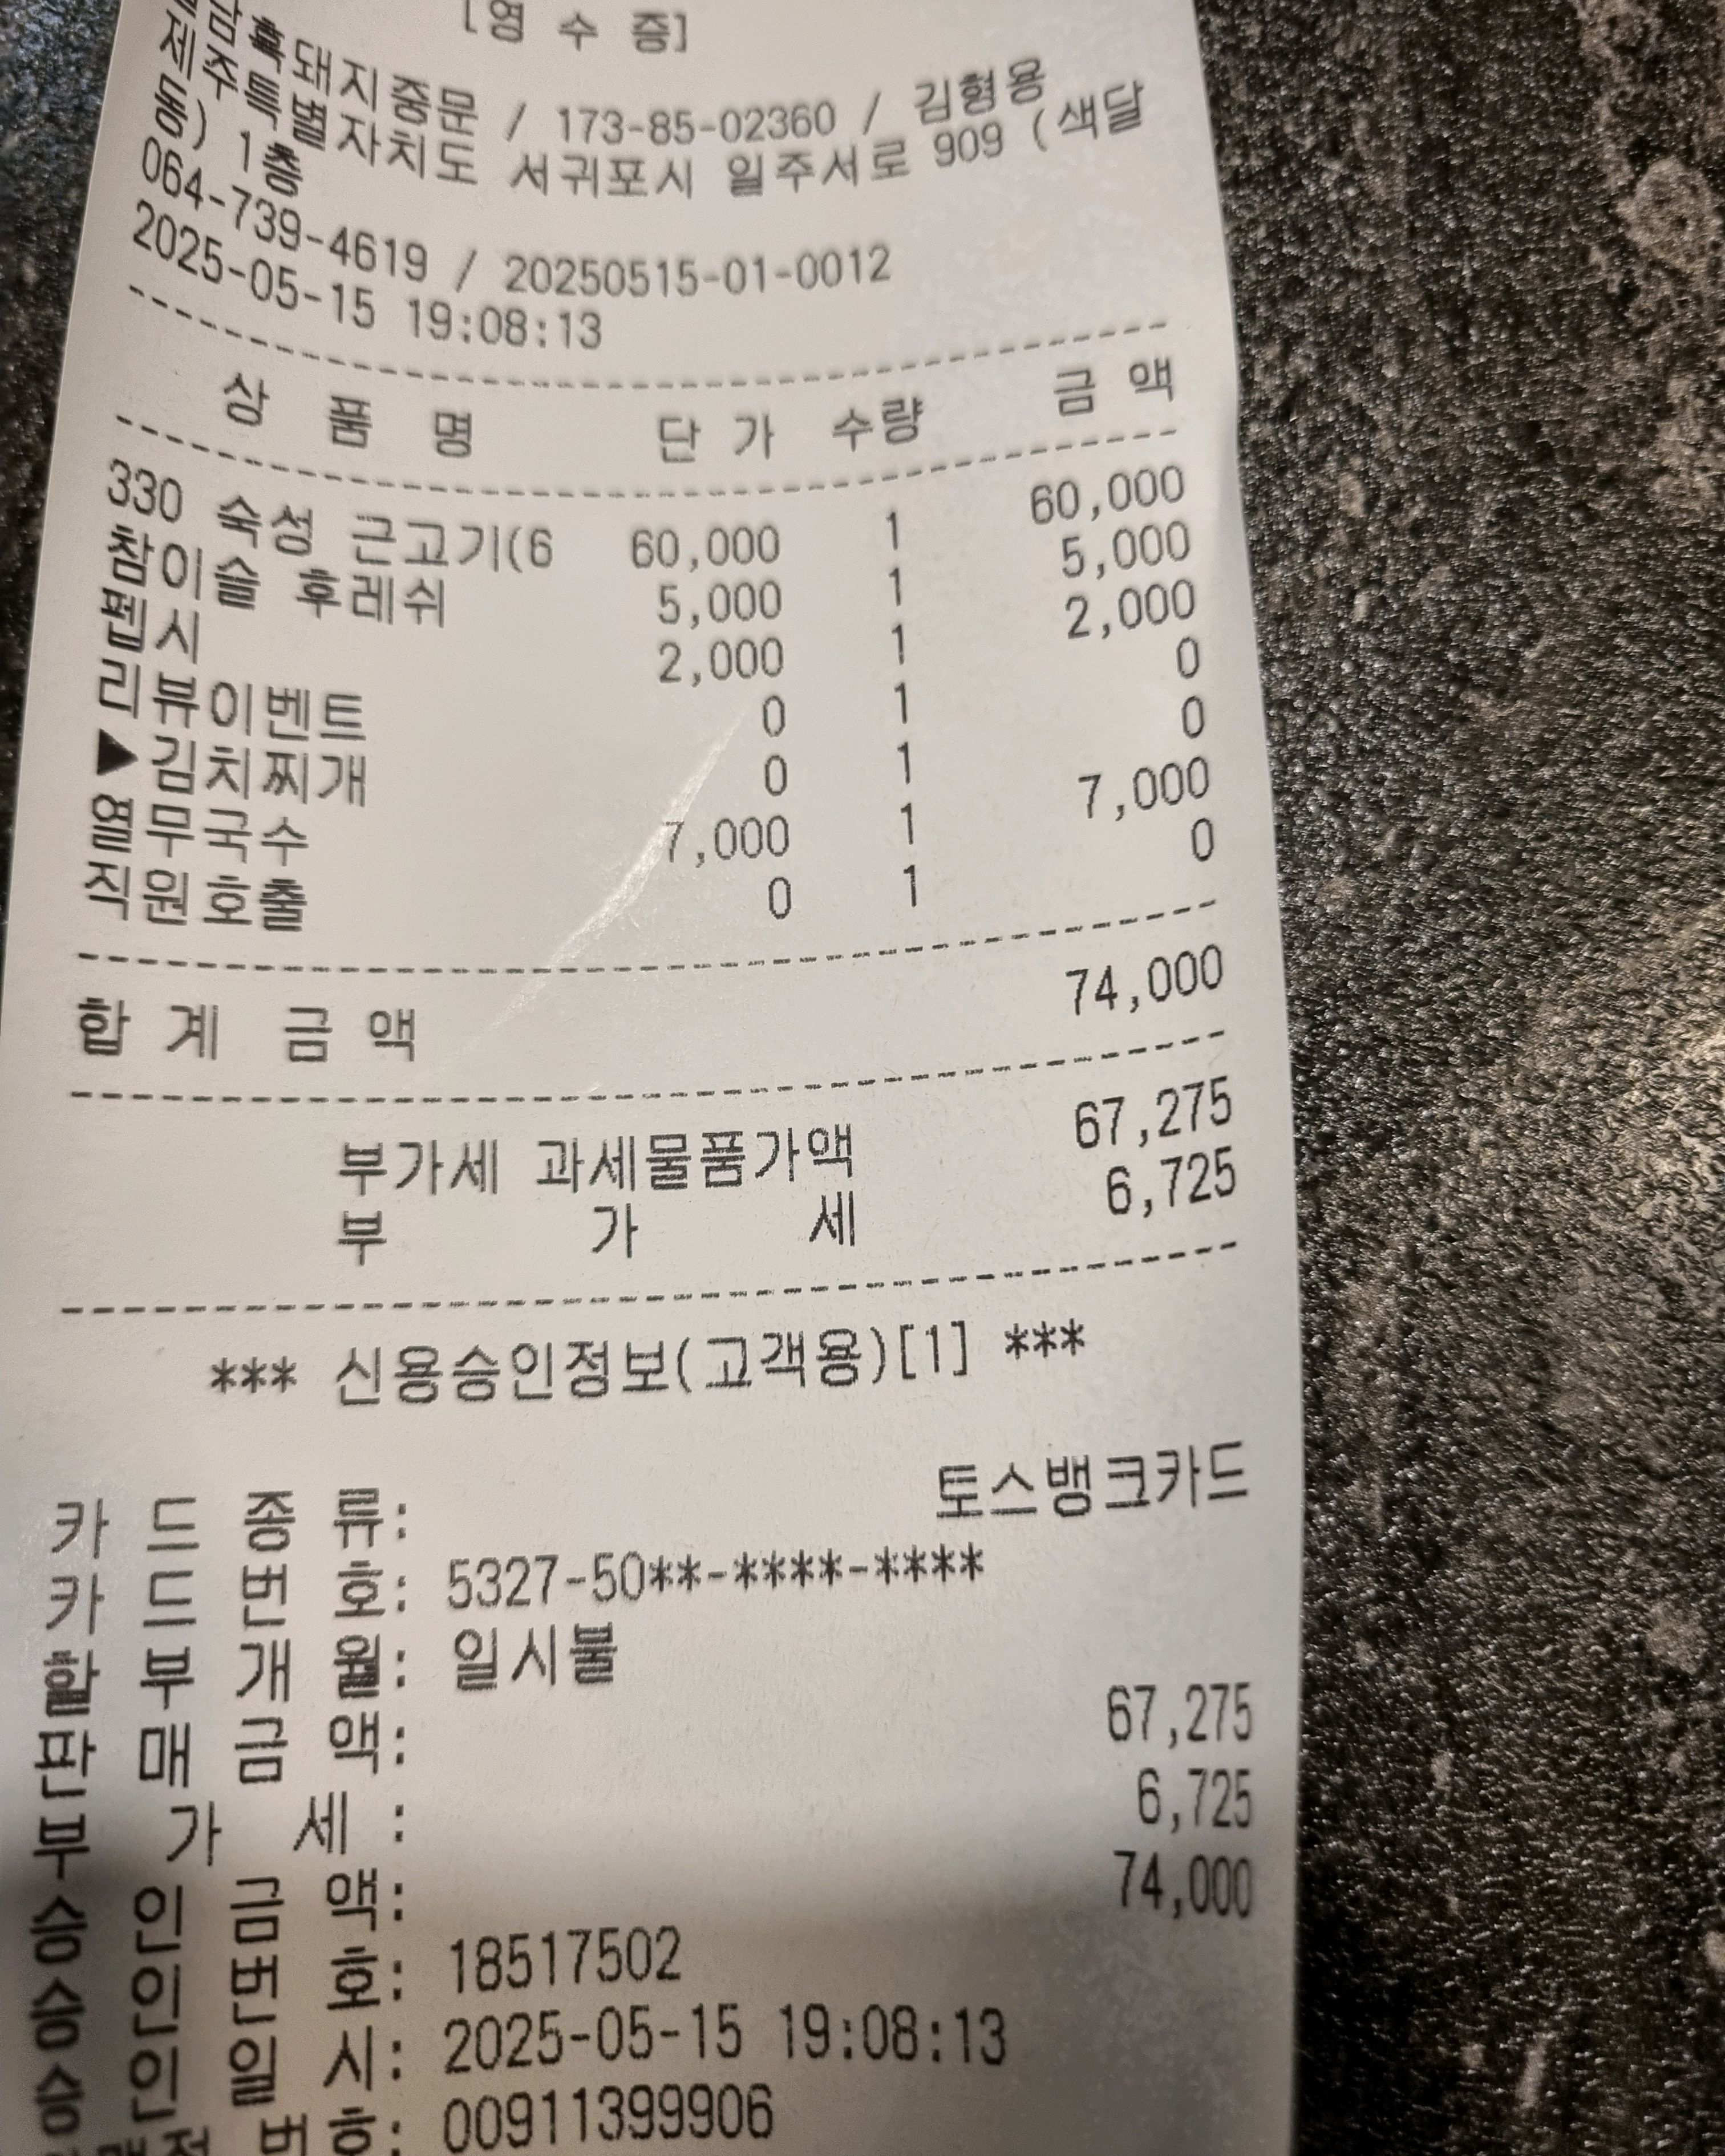 [영 수 증]
흑돼지중문 / 173-85-02360 / 김형용
제주특별자치도 서귀포시 일주서로 909 (색달
동) 1층
064-739-4619 / 20250515-01-0012
2025-05-15 19:08:13
상 품 명 단 가 수량 금 액
330 숙성 근고기(6 60,000 1 60,000
참이슬 후레쉬 5,000 1 5,000
펩시 2,000 1 2,000
리뷰이벤트 0 1 0
▶김치찌개 0 1 0
열무국수 7,000 1 7,000
직원호출 0 1 0
합 계 금 액 74,000
부가세 과세물품가액 67,275
부 가 세 6,725
*** 신용승인정보(고객용)[1] ***
카 드 종 류: 토스뱅크카드
카 드 번 호: 5327-50**-****-****
할 부 개 월: 일시불
판 매 금 액: 67,275
부 가 세 : 6,725
승 인 금 액: 74,000
승 인 번 호: 18517502
승 인 일 시: 2025-05-15 19:08:13
번 호: 00911399906